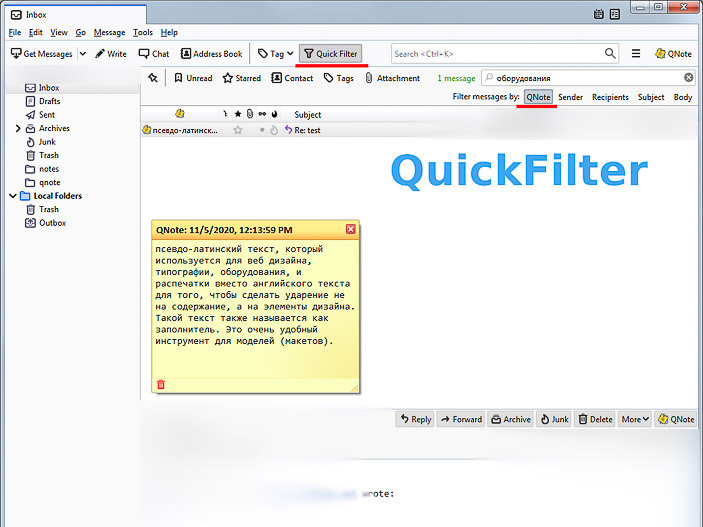 Inbox
File Edit View Go Message Tools Help
Get Messages Write Chat Address Book Tag Quick Filter Search <Ctrl+K> QNote
Unread Starred Contact Tags Attachment 1 message оборудования
Filter messages by: QNote Sender Recipients Subject Body
Inbox
Drafts
Sent
Archives
Junk
Trash
notes
qnote
Local Folders
Trash
Outbox
Subject
псевдо-латинск... Re: test
QuickFilter
QNote: 11/5/2020, 12:13:59 PM
псевдо-латинский текст, который
используется для веб дизайна,
типографии, оборудования, и
распечатки вместо английского текста
для того, чтобы сделать ударение не
на содержание, а на элементы дизайна.
Такой текст также называется как
заполнитель. Это очень удобный
инструмент для моделей (макетов).
Reply Forward Archive Junk Delete More QNote
wrote: